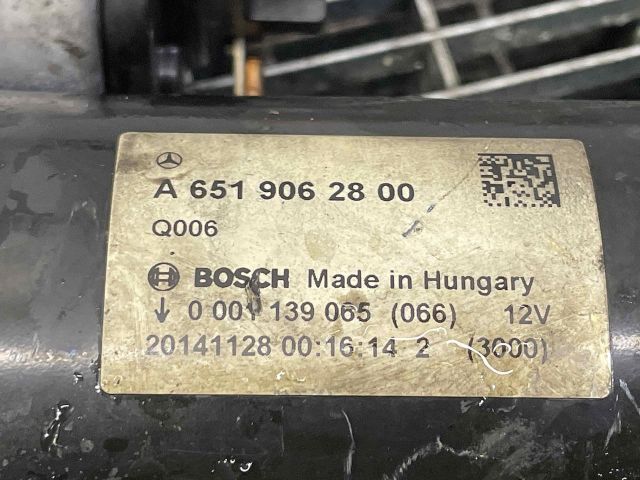 A 651 906 28 00
Q006
BOSCH Made in Hungary
↓ 0 001 139 065 (066) 12V
20141128 00:16:14 2 (3000)